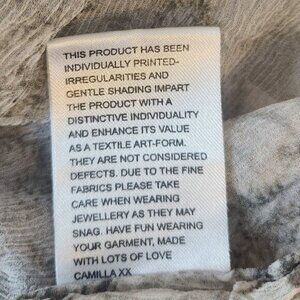 THIS PRODUCT HAS BEEN
INDIVIDUALLY PRINTED-
IRREGULARITIES AND
GENTLE SHADING IMPART
THE PRODUCT WITH A
DISTINCTIVE INDIVIDUALITY
AND ENHANCE ITS VALUE
AS A TEXTILE ART-FORM.
THEY ARE NOT CONSIDERED
DEFECTS. DUE TO THE FINE
FABRICS PLEASE TAKE
CARE WHEN WEARING
JEWELLERY AS THEY MAY
SNAG. HAVE FUN WEARING
YOUR GARMENT, MADE
WITH LOTS OF LOVE
CAMILLA XX